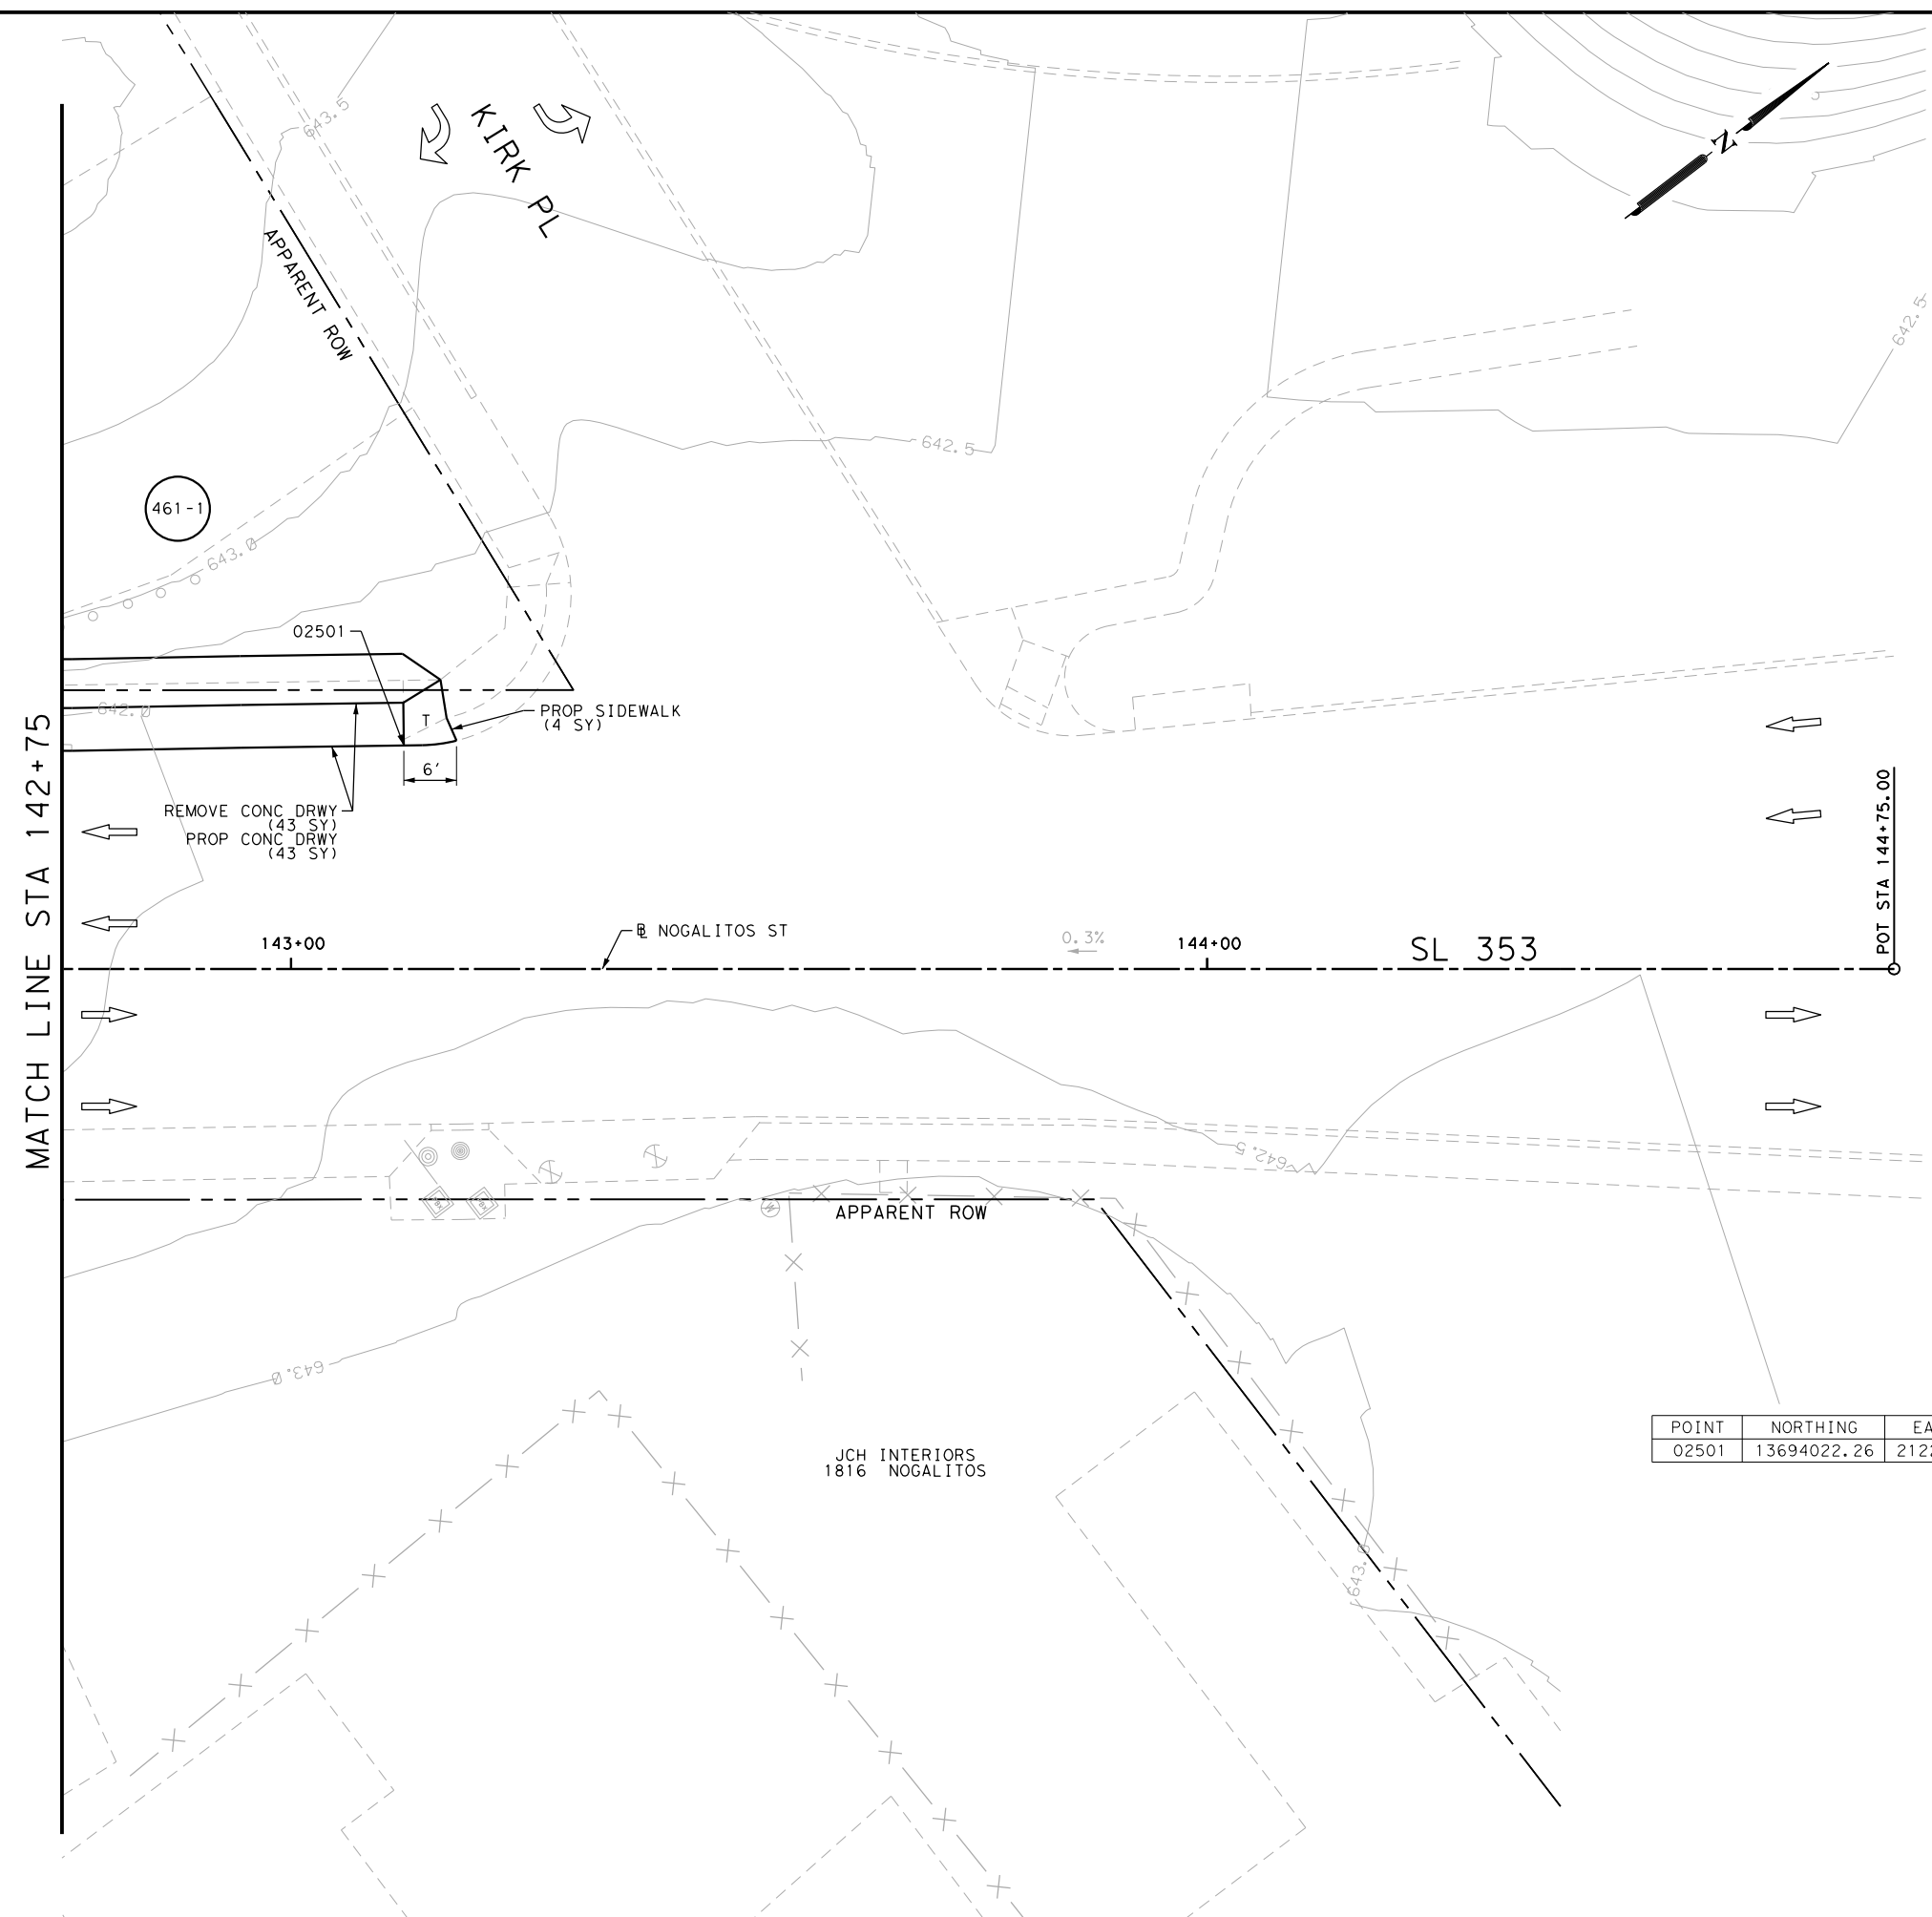 643.5
KIRK PL
N
APPARENT ROW
642.5
642.5
461-1
643.0
02501
642.0
PROP SIDEWALK
(4 SY)
T
6'
REMOVE CONC DRWY
(43 SY)
PROP CONC DRWY
(43 SY)
MATCH LINE STA 142+75
POT STA 144+75.00
143+00
BL NOGALITOS ST
0.3%
144+00
SL 353
642.5
APPARENT ROW
643.0
JCH INTERIORS
1816 NOGALITOS
643.0
POINT NORTHING
02501 13694022.26